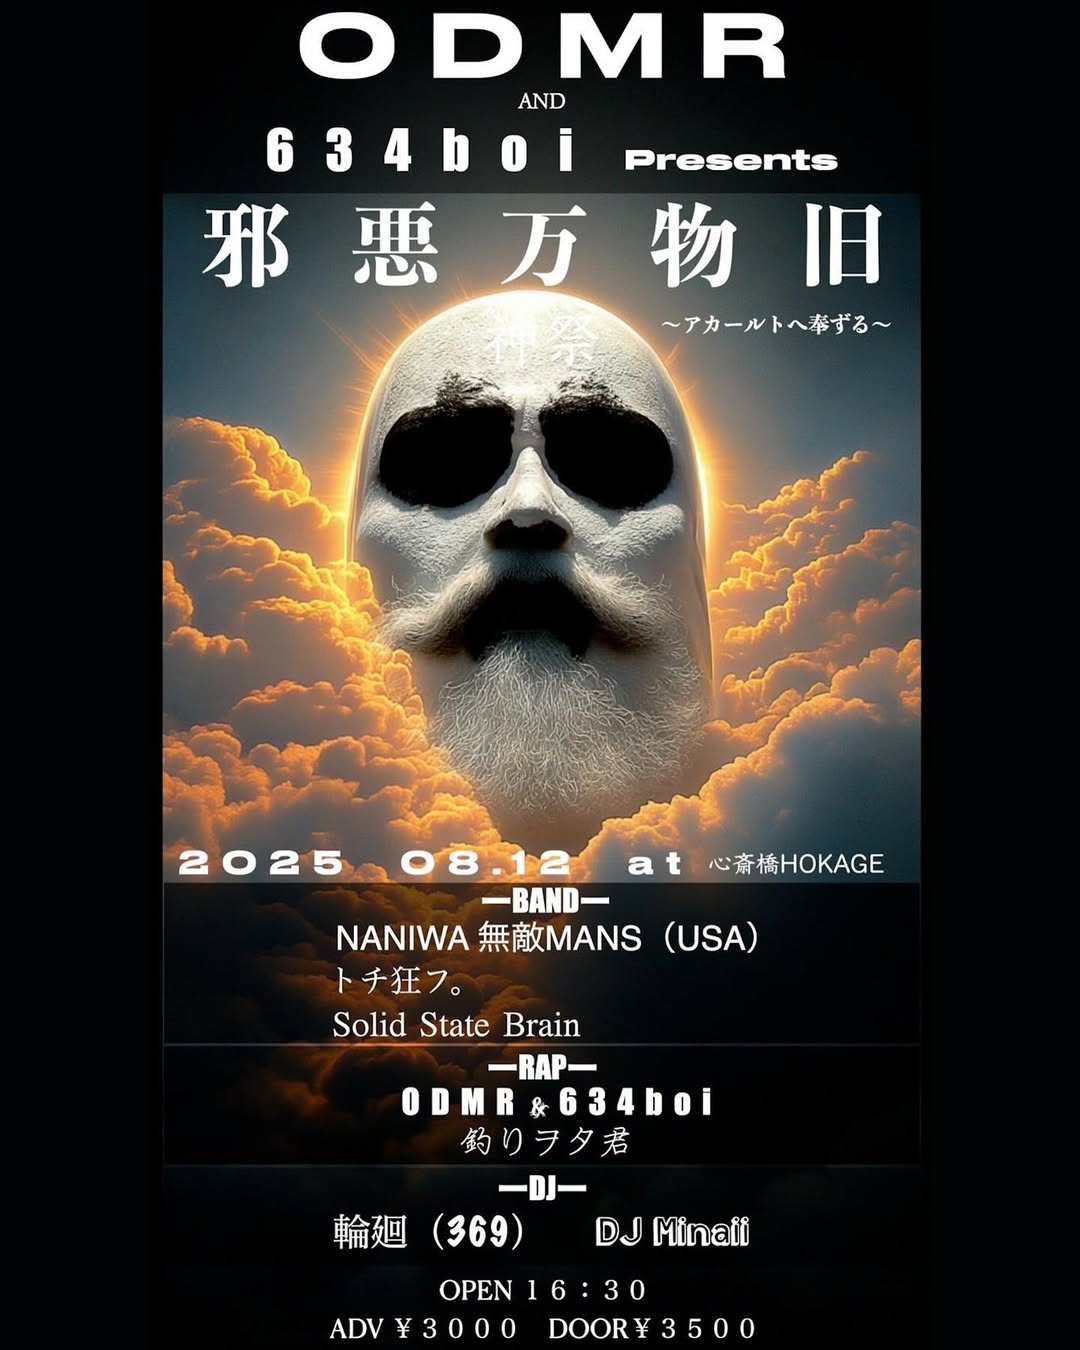 ODMR
AND
634boi Presents
邪悪万物旧
神祭
〜アカールトへ奉ずる〜
2025 08.12 at 心斎橋HOKAGE
—BAND—
NANIWA 無敵MANS（USA）
トチ狂フ。
Solid State Brain
—RAP—
ODMR & 634boi
釣りヲタ君
—DJ—
輪廻（369） DJ Minaii
OPEN 16：30
ADV ¥3000 DOOR¥3500